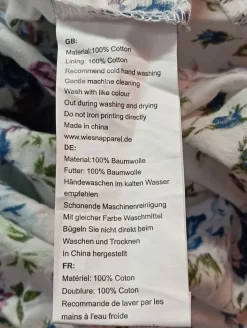 GB:
Material:100% Cotton
Lining: 100% Cotton
Recommend cold hand washing
Gentle machine cleaning
Wash with like colour
Out during washing and drying
Do not iron printing directly
Made in china
www.wiesnapparel.de
DE:
Material:100% Baumwolle
Futter: 100% Baumwolle
Händewaschen im kalten Wasser
empfehlen
Schonende Maschinenreinigung
Mit gleicher Farbe Waschmittel
Bügeln Sie nicht direkt beim
Waschen und Trocknen
In China hergestellt
FR:
Matériel: 100% Coton
Doublure: 100% Coton
Recommande de laver par les
mains à l'eau froide